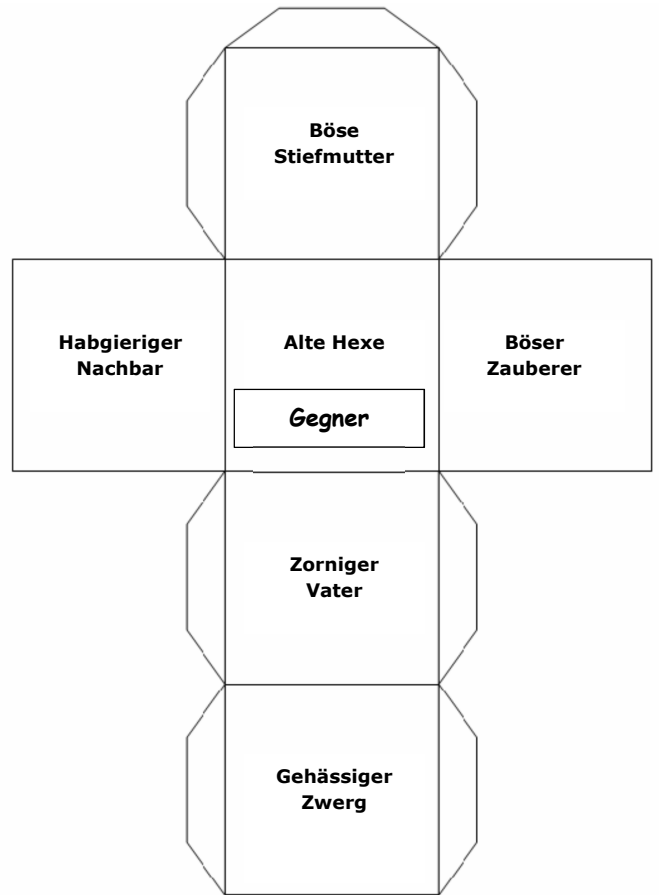 Böse
Stiefmutter
Habgieriger
Nachbar
Alte Hexe
Gegner
Böser
Zauberer
Zorniger
Vater
Gehässiger
Zwerg